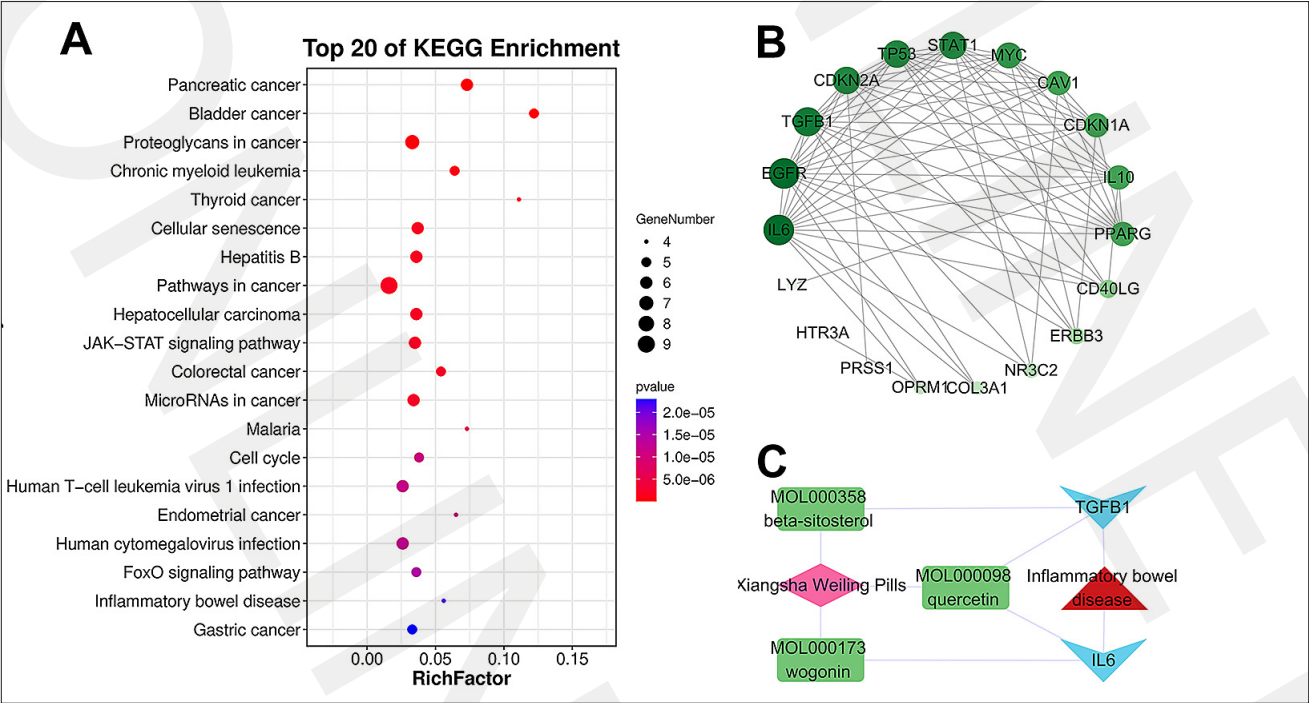 A
Top 20 of KEGG Enrichment
Pancreatic cancer
Bladder cancer
Proteoglycans in cancer
Chronic myeloid leukemia
Thyroid cancer
Cellular senescence
Hepatitis B
Pathways in cancer
Hepatocellular carcinoma
JAK−STAT signaling pathway
Colorectal cancer
MicroRNAs in cancer
Malaria
Cell cycle
Human T−cell leukemia virus 1 infection
Endometrial cancer
Human cytomegalovirus infection
FoxO signaling pathway
Inflammatory bowel disease
Gastric cancer
0.00 0.05 0.10 0.15
RichFactor
GeneNumber
4
5
6
7
8
9
pvalue
2.0e−05
1.5e−05
1.0e−05
5.0e−06
B
STAT1
TP53
MYC
CDKN2A
CAV1
TGFB1
CDKN1A
EGFR
IL10
IL6
PPARG
LYZ
CD40LG
HTR3A
ERBB3
PRSS1
NR3C2
OPRM1
COL3A1
C
MOL000358
beta-sitosterol
TGFB1
Xiangsha Weiling Pills
MOL000098
quercetin
Inflammatory bowel
disease
MOL000173
wogonin
IL6